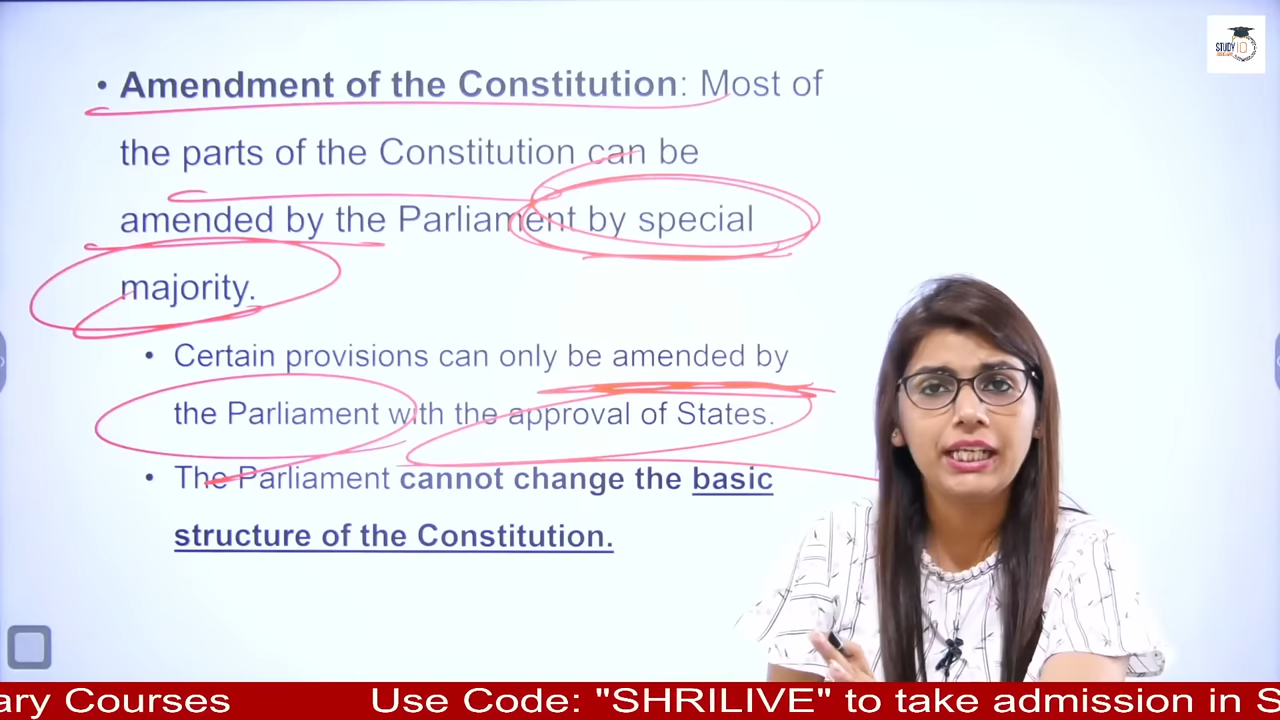 STUDY IQ
• Amendment of the Constitution: Most of
the parts of the Constitution can be
amended by the Parliament by special
majority.
• Certain provisions can only be amended by
the Parliament with the approval of States.
• The Parliament cannot change the basic
structure of the Constitution.
ary Courses Use Code: "SHRILIVE" to take admission in S